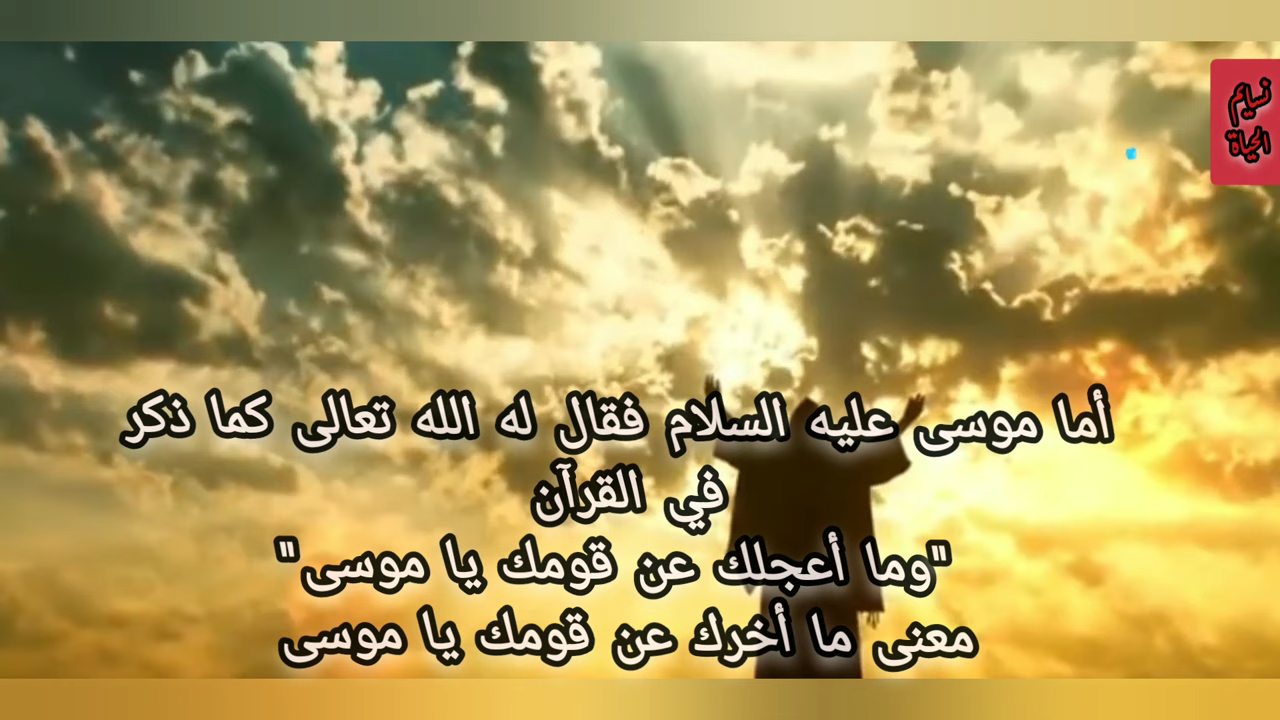 نسايم
الحياة
أما موسى عليه السلام فقال له الله تعالى كما ذكر
في القرآن
"وما أعجلك عن قومك يا موسى"
معنى ما أخرك عن قومك يا موسى